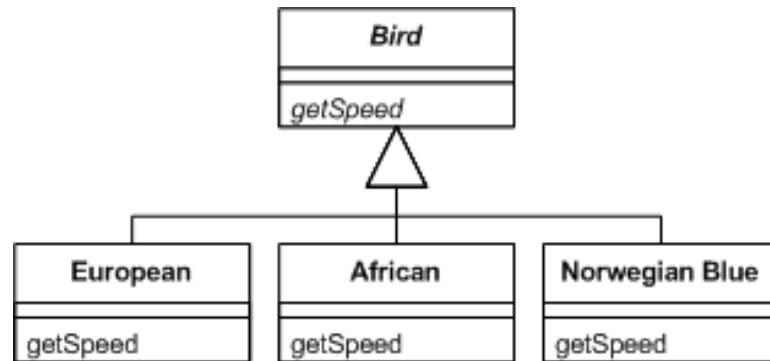 Bird
getSpeed
European
African
Norwegian Blue
getSpeed
getSpeed
getSpeed